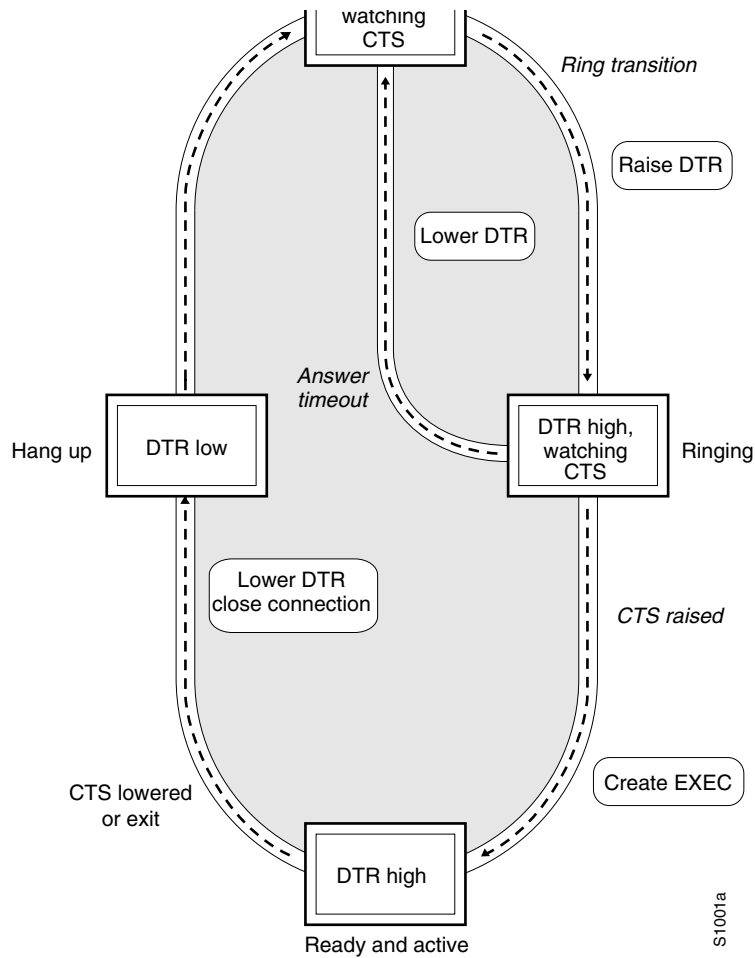 watching
CTS
Ring transition
Raise DTR
Lower DTR
Answer
timeout
Hang up
DTR low
DTR high,
watching
CTS
Ringing
Lower DTR
close connection
CTS raised
CTS lowered
or exit
Create EXEC
DTR high
Ready and active
S1001a